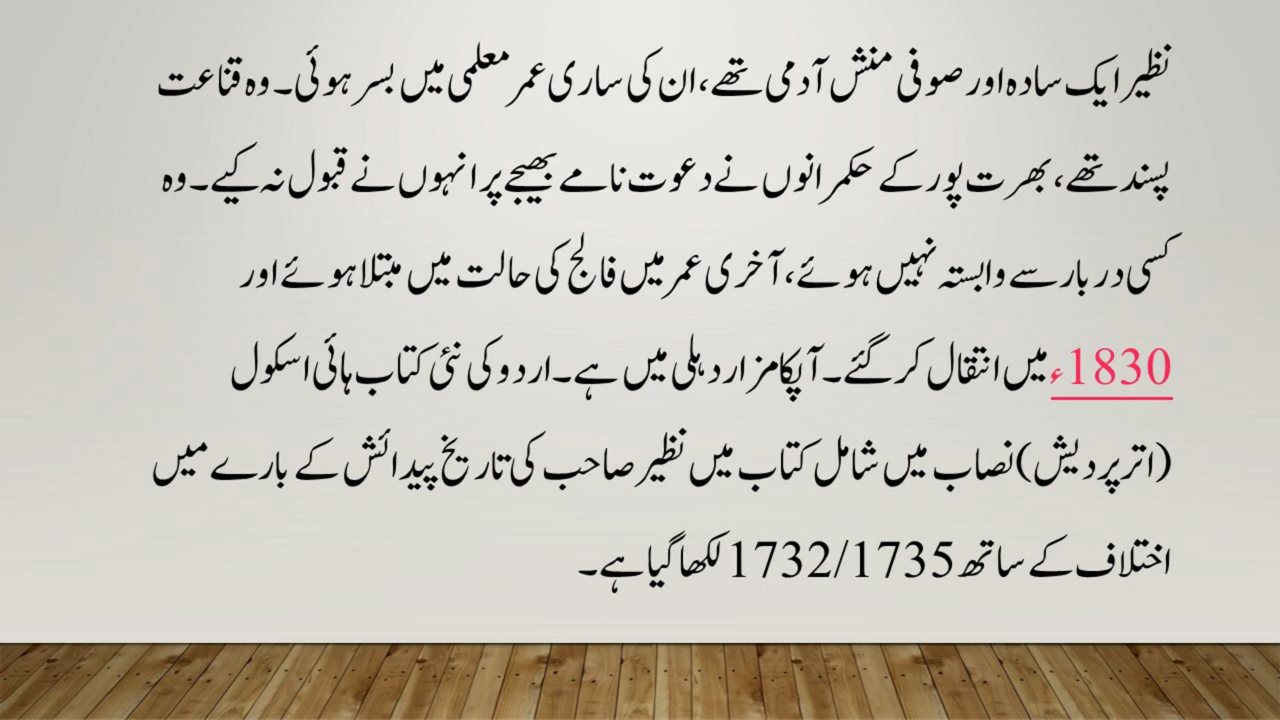 نظیر ایک سادہ اور صوفی منش آدمی تھے،ان کی ساری عمر معلمی میں بسر ہوئی۔ وہ قناعت
پسند تھے، بھرت پور کے حکمرانوں نے دعوت نامے بھیجے پر انہوں نے قبول نہ کیے۔ وہ
کسی دربار سے وابستہ نہیں ہوئے، آخری عمر میں فالج کی حالت میں مبتلا ہوئے اور
1830ء میں انتقال کر گئے۔ آپکا مزار دہلی میں ہے۔ اردو کی نئی کتاب ہائی اسکول
(اترپردیش) نصاب میں شامل کتاب میں نظیر صاحب کی تاریخ پیدائش کے بارے میں
اختلاف کے ساتھ 1732/1735 لکھا گیا ہے۔